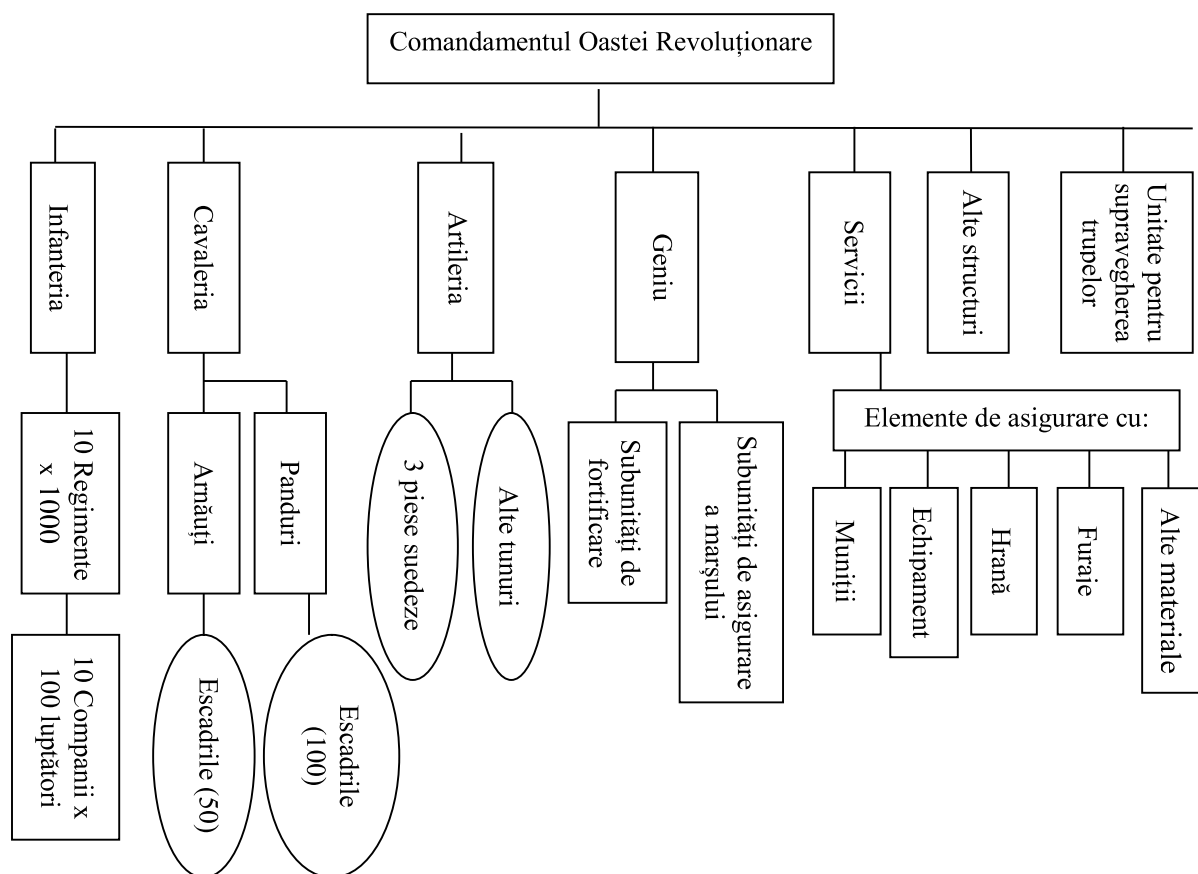 Comandamentul Oastei Revoluționare
Infanteria
Cavaleria
Artileria
Geniu
Servicii
Alte structuri
Unitate pentru
supravegherea
trupelor
10 Regimente
x 1000
Arnăuți
Panduri
3 piese suedeze
Alte tunuri
Subunități de
fortificare
Subunități de asigurare
a marșului
Elemente de asigurare cu:
Muniții
Echipament
Hrană
Furaje
Alte materiale
10 Companii x
100 luptători
Escadrile (50)
Escadrile
(100)